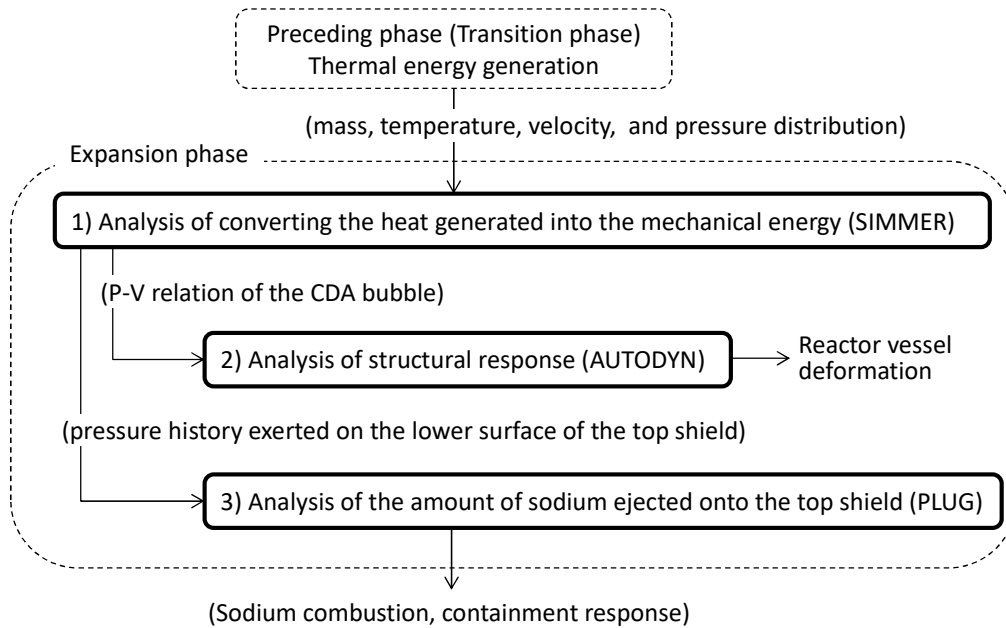 Preceding phase (Transition phase)
Thermal energy generation
(mass, temperature, velocity, and pressure distribution)
Expansion phase
1) Analysis of converting the heat generated into the mechanical energy (SIMMER)
(P-V relation of the CDA bubble)
2) Analysis of structural response (AUTODYN)
Reactor vessel
deformation
(pressure history exerted on the lower surface of the top shield)
3) Analysis of the amount of sodium ejected onto the top shield (PLUG)
(Sodium combustion, containment response)